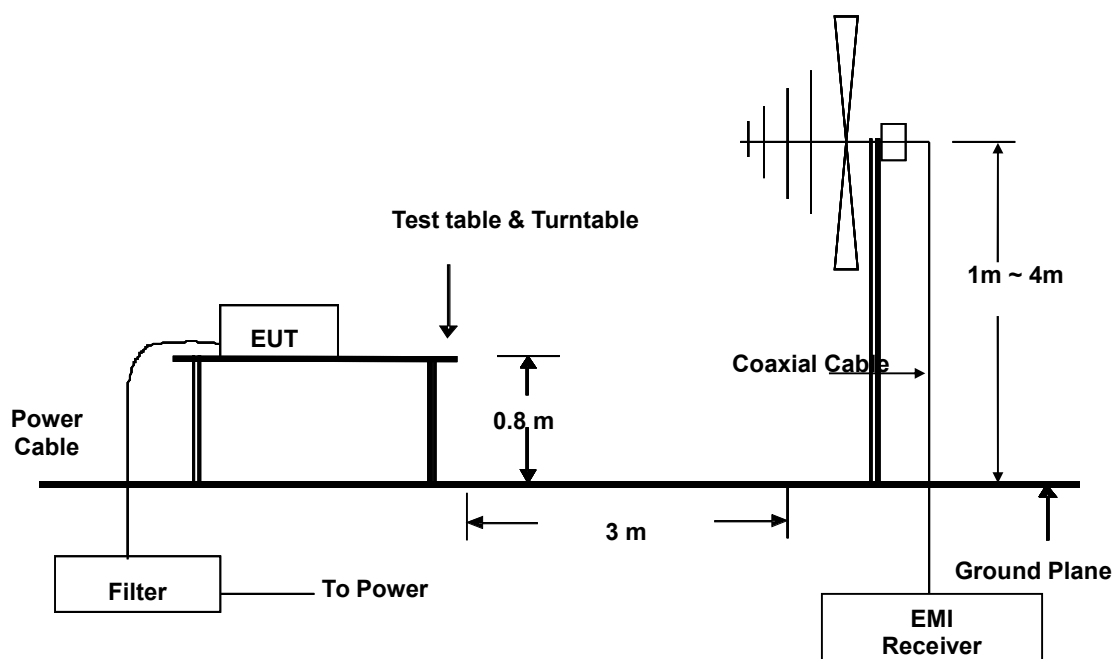 Test table & Turntable
1m ~ 4m
EUT
Coaxial Cable
Power
Cable
0.8 m
3 m
Filter
To Power
Ground Plane
EMI
Receiver